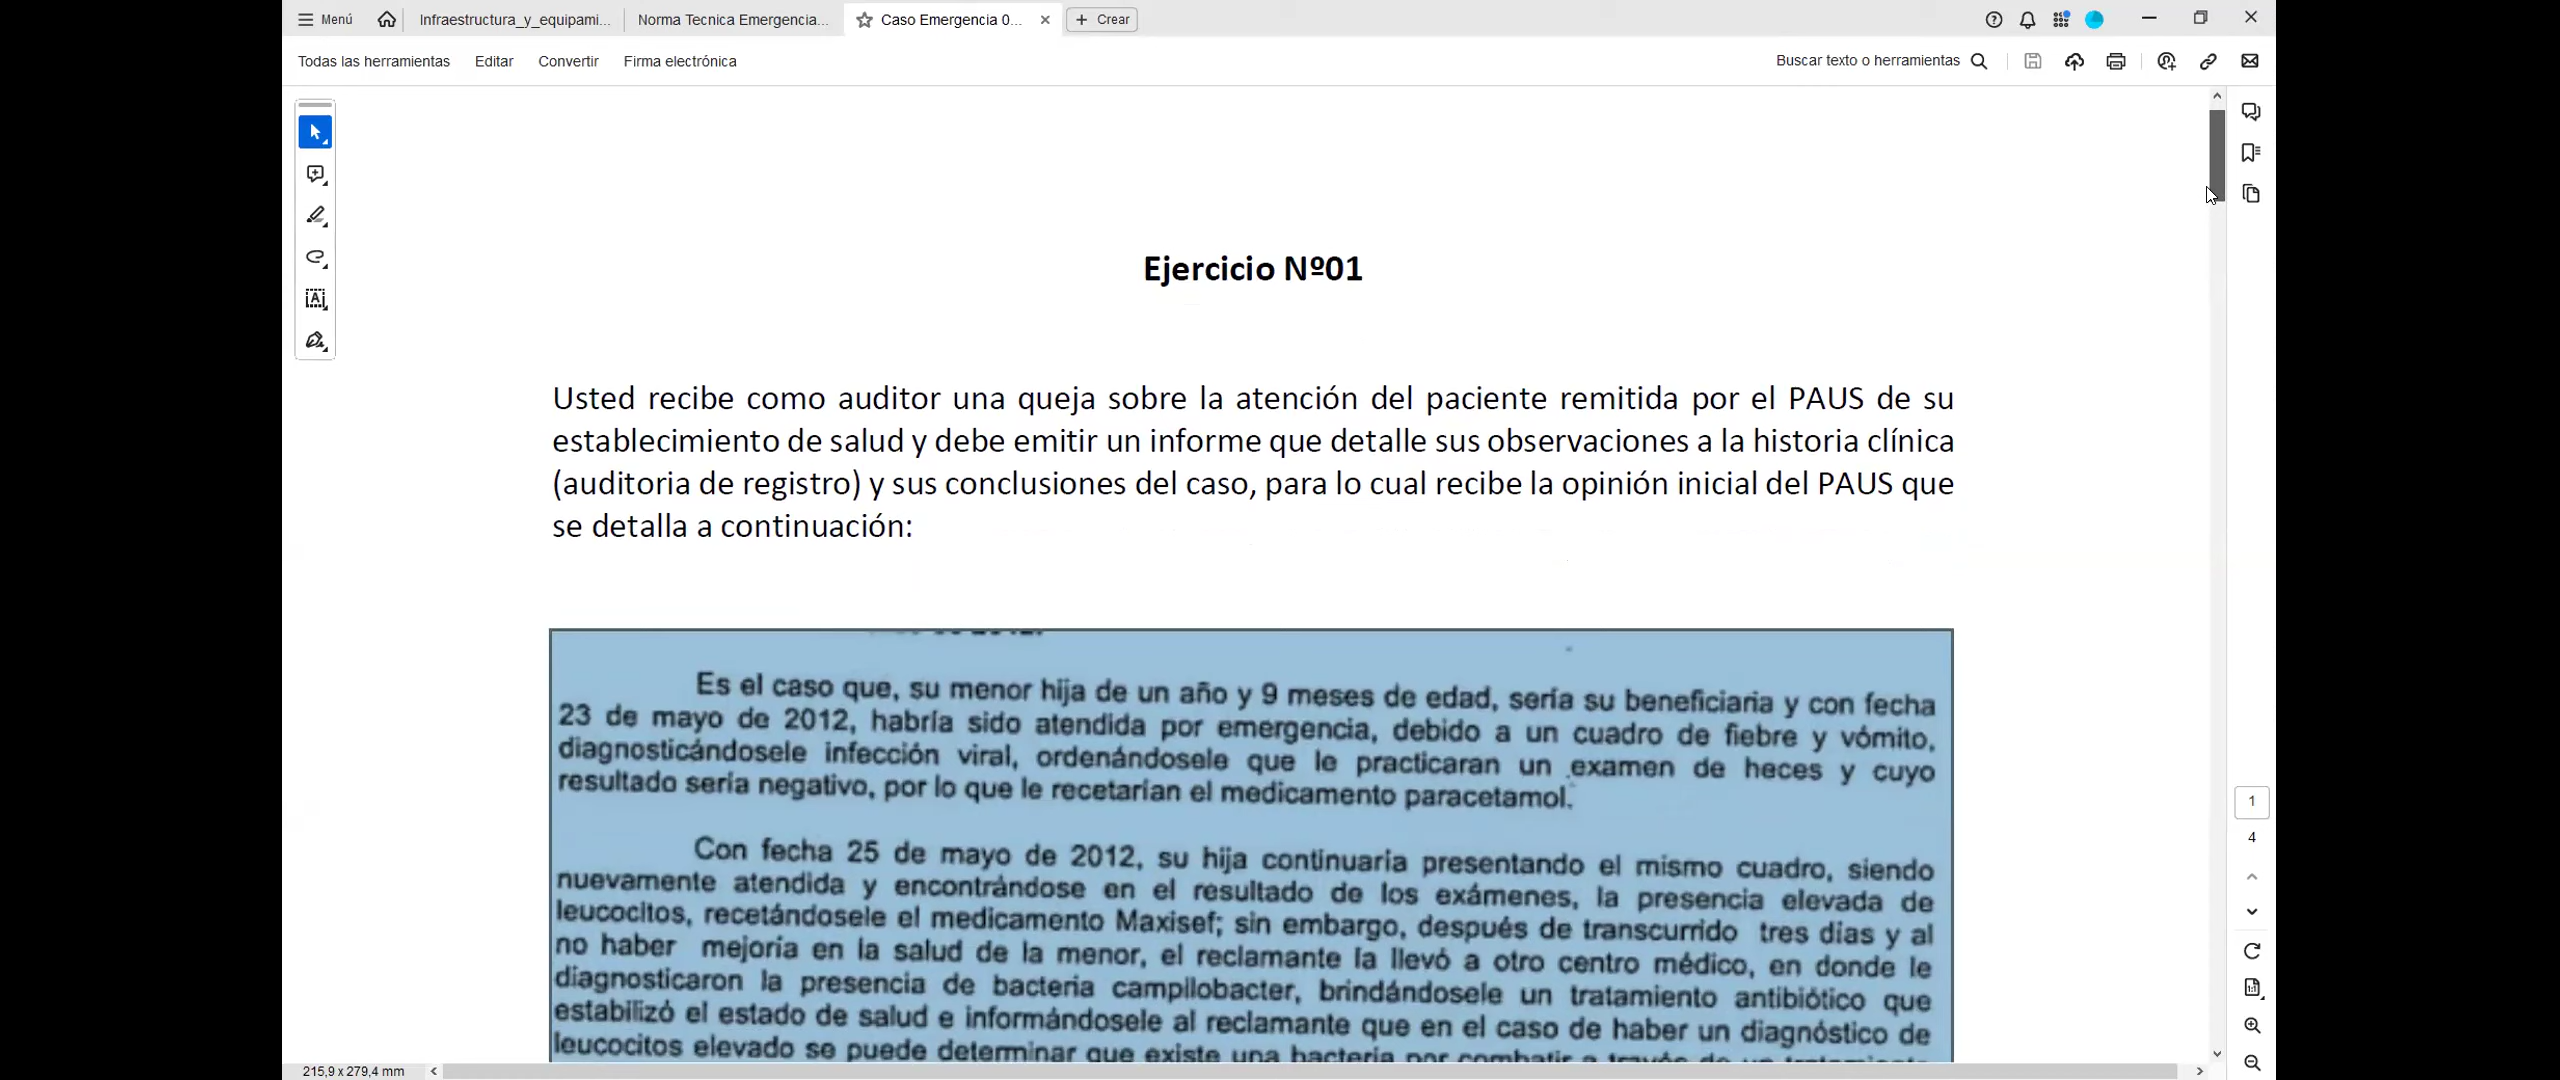 Menú
Infraestructura_y_equipami...
Norma Tecnica Emergencia...
Caso Emergencia 0...
Crear
Todas las herramientas
Editar
Convertir
Firma electrónica
Buscar texto o herramientas
Ejercicio Nº01
Usted recibe como auditor una queja sobre la atención del paciente remitida por el PAUS de su
establecimiento de salud y debe emitir un informe que detalle sus observaciones a la historia clínica
(auditoria de registro) y sus conclusiones del caso, para lo cual recibe la opinión inicial del PAUS que
se detalla a continuación:
Es el caso que, su menor hija de un año y 9 meses de edad, sería su beneficiaria y con fecha
23 de mayo de 2012, habría sido atendida por emergencia, debido a un cuadro de fiebre y vómito,
diagnosticándosele infección viral, ordenándosele que le practicaran un examen de heces y cuyo
resultado sería negativo, por lo que le recetarían el medicamento paracetamol.
Con fecha 25 de mayo de 2012, su hija continuaría presentando el mismo cuadro, siendo
nuevamente atendida y encontrándose en el resultado de los exámenes, la presencia elevada de
leucocitos, recetándosele el medicamento Maxisef; sin embargo, después de transcurrido tres días y al
no haber mejoría en la salud de la menor, el reclamante la llevó a otro centro médico, en donde le
diagnosticaron la presencia de bacteria campilobacter, brindándosele un tratamiento antibiótico que
estabilizó el estado de salud e informándosele al reclamante que en el caso de haber un diagnóstico de
leucocitos elevado se puede determinar que existe una bacteria por combatir a través de un tratamiento
1
4
215,9 x 279,4 mm